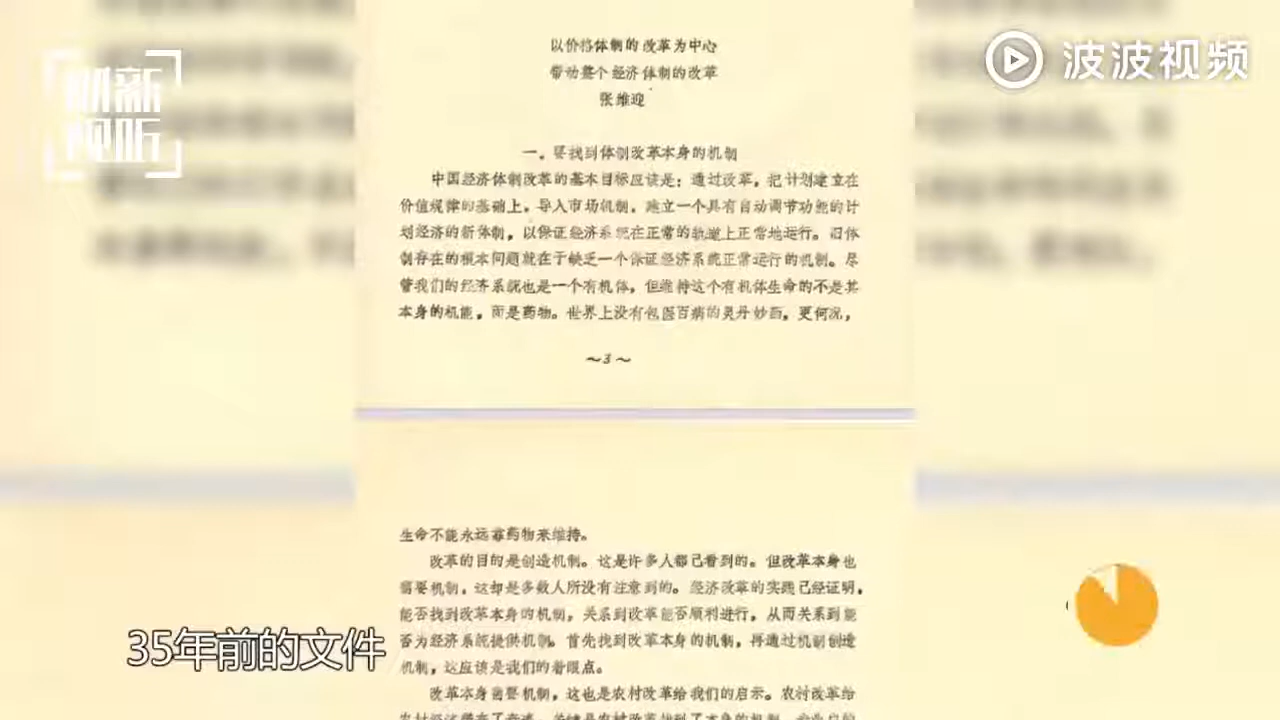 财新
视听
波波视频
以价格体制的改革为中心
带动整个经济体制的改革
张维迎
一、要找到体制改革本身的机制
中国经济体制改革的基本目标应该是：通过改革，把计划建立在
价值规律的基础上，导入市场机制，建立一个具有自动调节功能的计
划经济的新体制，以保证经济系统在正常的轨道上正常地运行。旧体
制存在的根本问题就在于缺乏一个保证经济系统正常运行的机制。尽
管我们的经济系统也是一个有机体，但维持这个有机体生命的不是其
本身的机能，而是药物。世界上没有包医百病的灵丹妙药，更何况，
～3～
生命不能永远靠药物来维持。
改革的目的是创造机制。这是许多人都已看到的。但改革本身也
需要机制，这却是多数人所没有注意到的。经济改革的实践已经证明，
能否找到改革本身的机制，关系到改革能否顺利进行，从而关系到能
否为经济系统提供机制。首先找到改革本身的机制，再通过机制创造
机制，这应该是我们的着眼点。
改革本身需要机制，这也是农村改革给我们的启示。农村改革给
35年前的文件